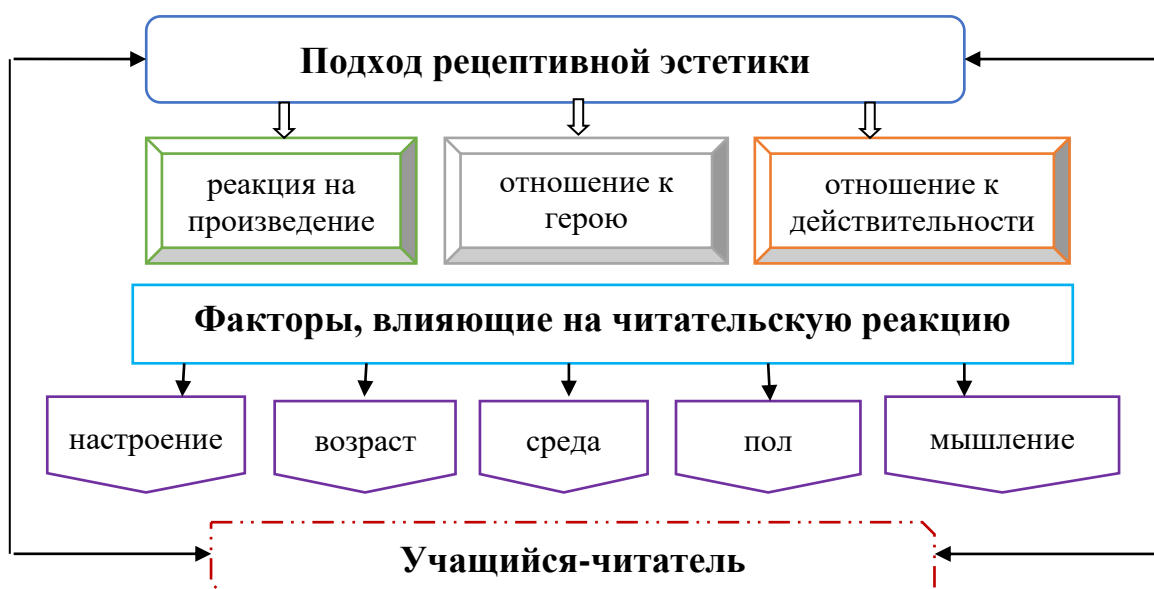 Подход рецептивной эстетики
реакция на
произведение
отношение к
герою
отношение к
действительности
Факторы, влияющие на читательскую реакцию
настроение
возраст
среда
пол
мышление
Учащийся-читатель